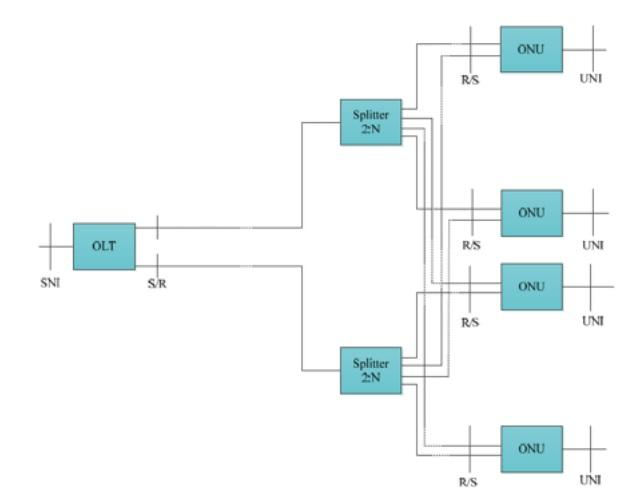 ONU
R/S
UNI
Splitter
2:N
ONU
R/S
UNI
OLT
SNI
S/R
ONU
R/S
UNI
Splitter
2:N
ONU
R/S
UNI